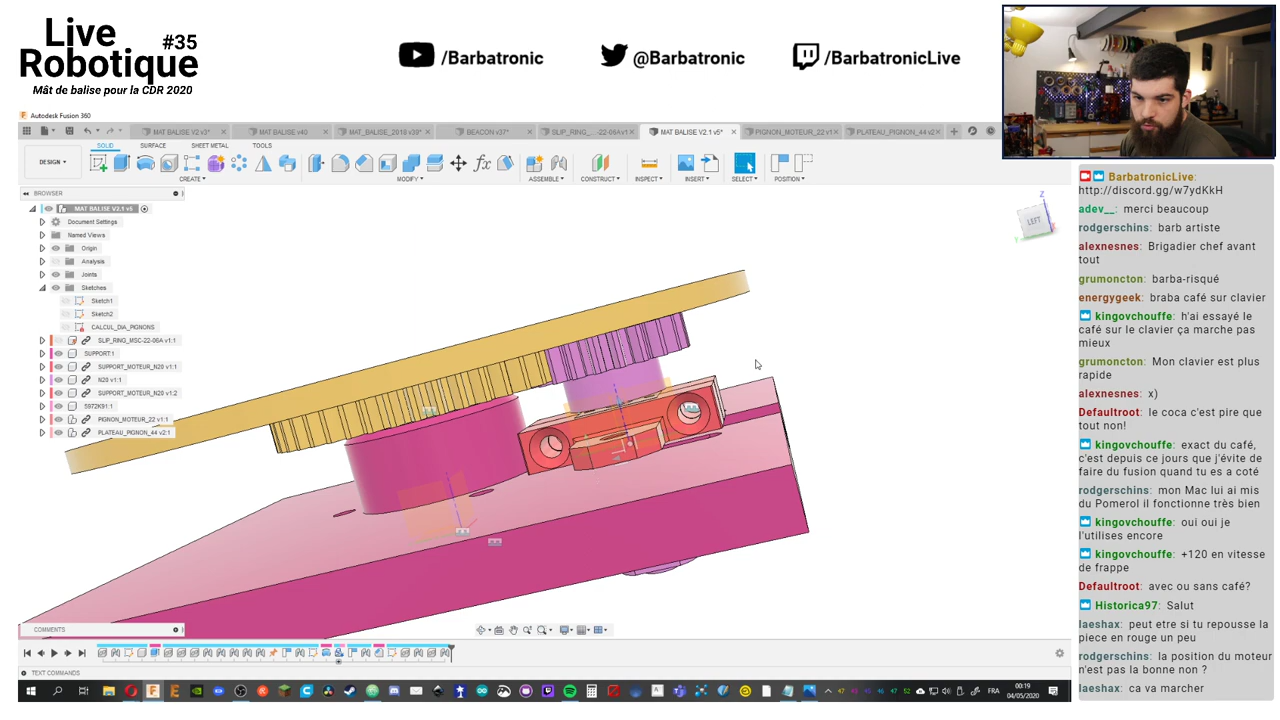 Live
Robotique #35
Mât de balise pour la CDR 2020
/Barbatronic
@Barbatronic
/BarbatronicLive
Autodesk Fusion 360
MAT BALISE V2 v3*
MAT BALISE v40
MAT_BALISE_2019 v39*
BEACON v37*
SLIP_RING_...-22-06A v1
MAT BALISE V2.1 v5*
PIGNON_MOTEUR_22 v1
PLATEAU_PIGNON_44 v2
SOLID SURFACE SHEET METAL TOOLS
DESIGN
CREATE
MODIFY
ASSEMBLE
CONSTRUCT
INSPECT
INSERT
SELECT
POSITION
BROWSER
MAT BALISE V2.1 v5
Document Settings
Named Views
Origin
Analysis
Joints
Sketches
Sketch1
Sketch2
CALCUL_DIA_PIGNONS
SLIP_RING_MSC-22-06A v1:1
SUPPORT:1
SUPPORT_MOTEUR_N20 v1:1
N20 v1:1
SUPPORT_MOTEUR_N20 v1:2
5972K91:1
PIGNON_MOTEUR_22 v1:1
PLATEAU_PIGNON_44 v2:1
LEFT
Z
COMMENTS
TEXT COMMANDS
FRA
00:19
04/05/2020
BarbatronicLive:
http://discord.gg/w7ydKkH
adev__: merci beaucoup
rodgerschins: barb artiste
alexnesnes: Brigadier chef avant
tout
grumoncton: barba-risqué
energygeek: braba café sur clavier
kingovchouffe: h'ai essayé le
café sur le clavier ça marche pas
mieux
grumoncton: Mon clavier est plus
rapide
alexnesnes: x)
Defaultroot: le coca c'est pire que
tout non!
kingovchouffe: exact du café,
c'est depuis ce jours que j'évite de
faire du fusion quand tu es a coté
rodgerschins: mon Mac lui ai mis
du Pomerol il fonctionne très bien
kingovchouffe: oui oui je
l'utilises encore
kingovchouffe: +120 en vitesse
de frappe
Defaultroot: avec ou sans café?
Historica97: Salut
laeshax: peut etre si tu repousse la
piece en rouge un peu
rodgerschins: la position du moteur
n'est pas la bonne non ?
laeshax: ca va marcher